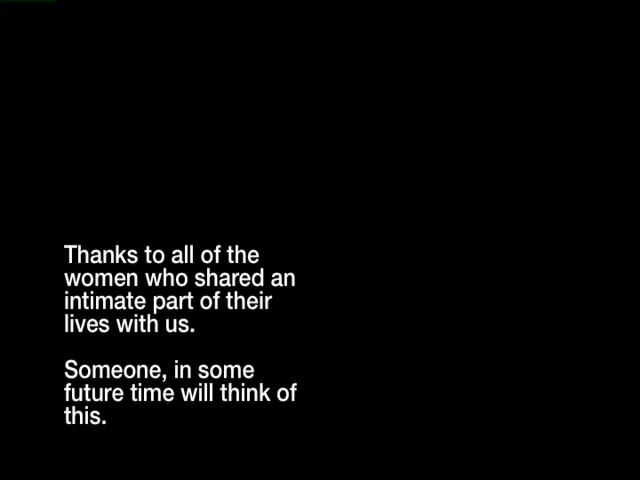 Thanks to all of the
women who shared an
intimate part of their
lives with us.
Someone, in some
future time will think of
this.